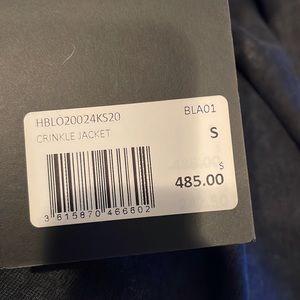 HBLO20024KS20 BLA01
CRINKLE JACKET S
$
485.00
3 615870 466602